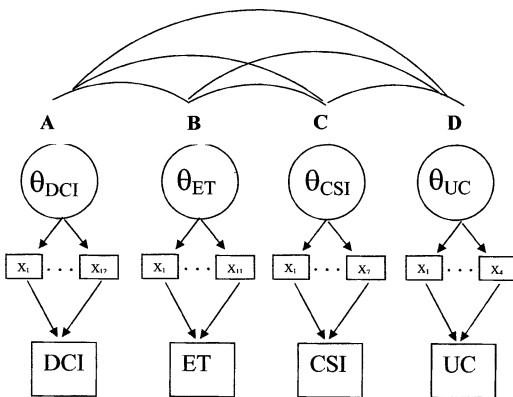 A B C D
θDCI θET θCSI θUC
x₁ . . . x₁₂ x₁ . . . x₁₁ x₁ . . . x₇ x₁ . . . x₄
DCI ET CSI UC